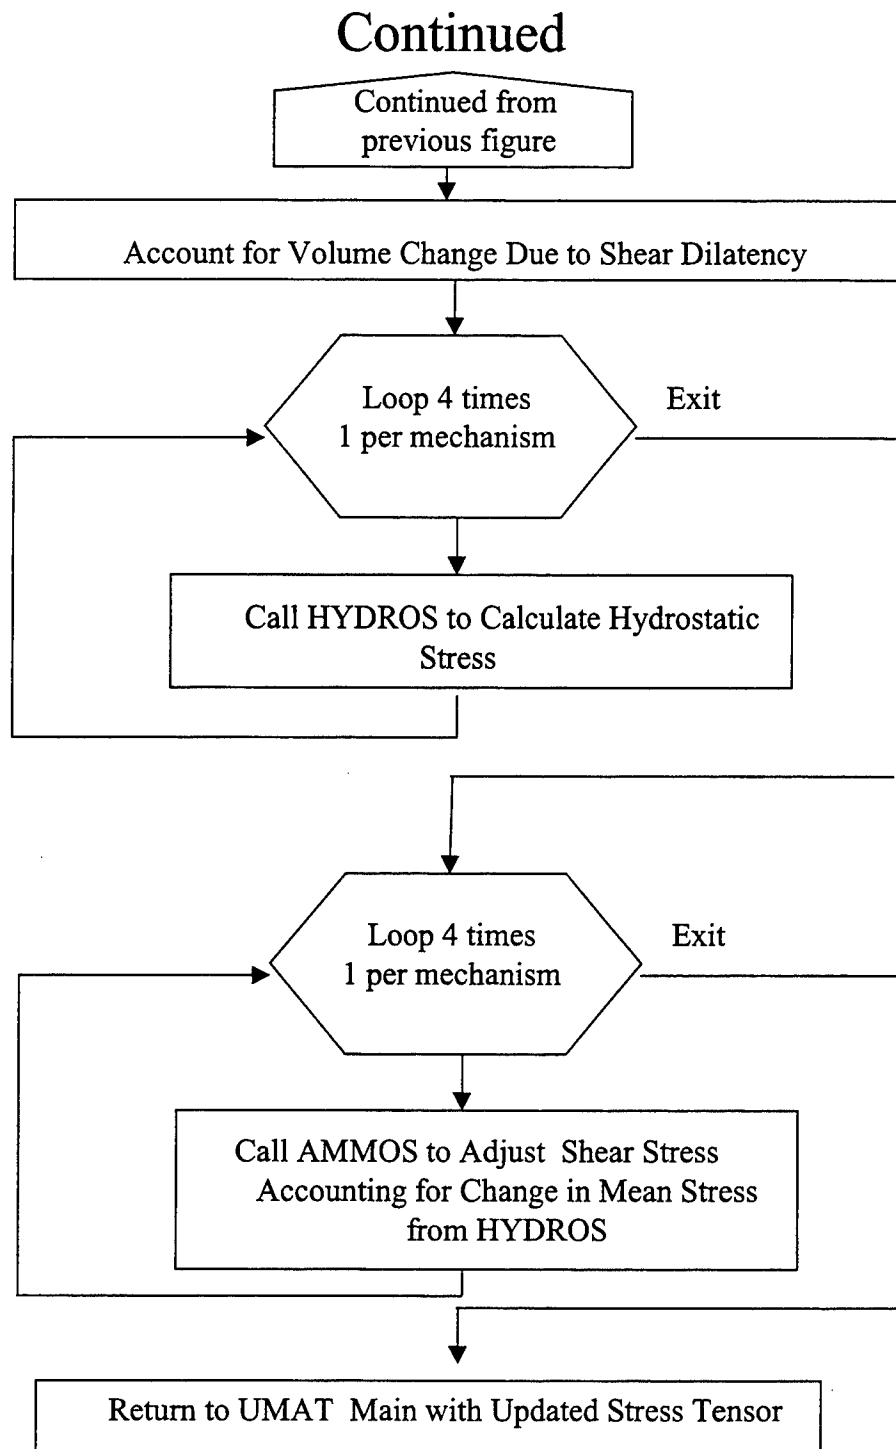 Continued
Continued from
previous figure
Account for Volume Change Due to Shear Dilatency
Loop 4 times
1 per mechanism
Exit
Call HYDROS to Calculate Hydrostatic
Stress
Loop 4 times
1 per mechanism
Exit
Call AMMOS to Adjust Shear Stress
Accounting for Change in Mean Stress
from HYDROS
Return to UMAT Main with Updated Stress Tensor